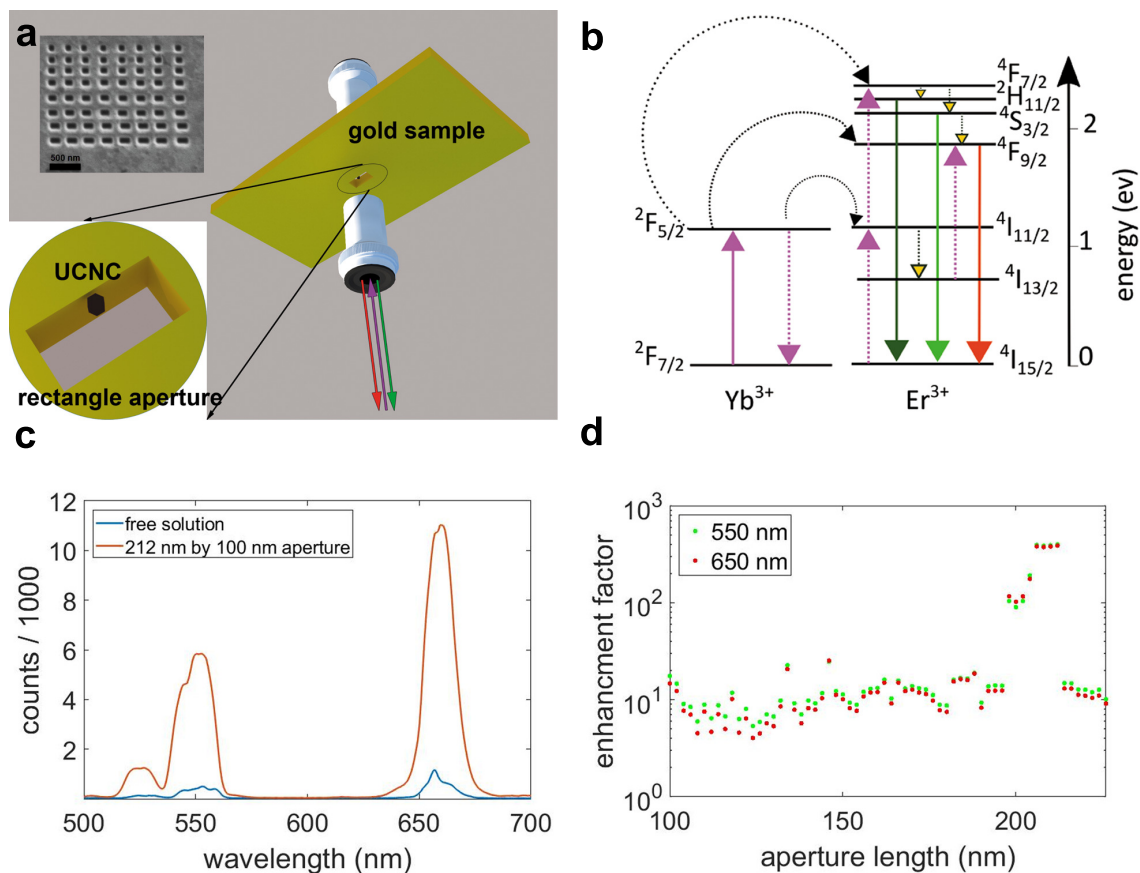 a
500 nm
gold sample
UCNC
rectangle aperture
b
⁴F₇/₂
²H₁₁/₂
⁴S₃/₂
⁴F₉/₂
²F₅/₂
⁴I₁₁/₂
⁴I₁₃/₂
²F₇/₂
⁴I₁₅/₂
Yb³⁺
Er³⁺
2
1
0
energy (ev)
c
counts / 1000
12
10
8
6
4
2
free solution
212 nm by 100 nm aperture
500
550
600
650
700
wavelength (nm)
d
enhancment factor
10³
10²
10¹
10⁰
550 nm
650 nm
100
150
200
aperture length (nm)